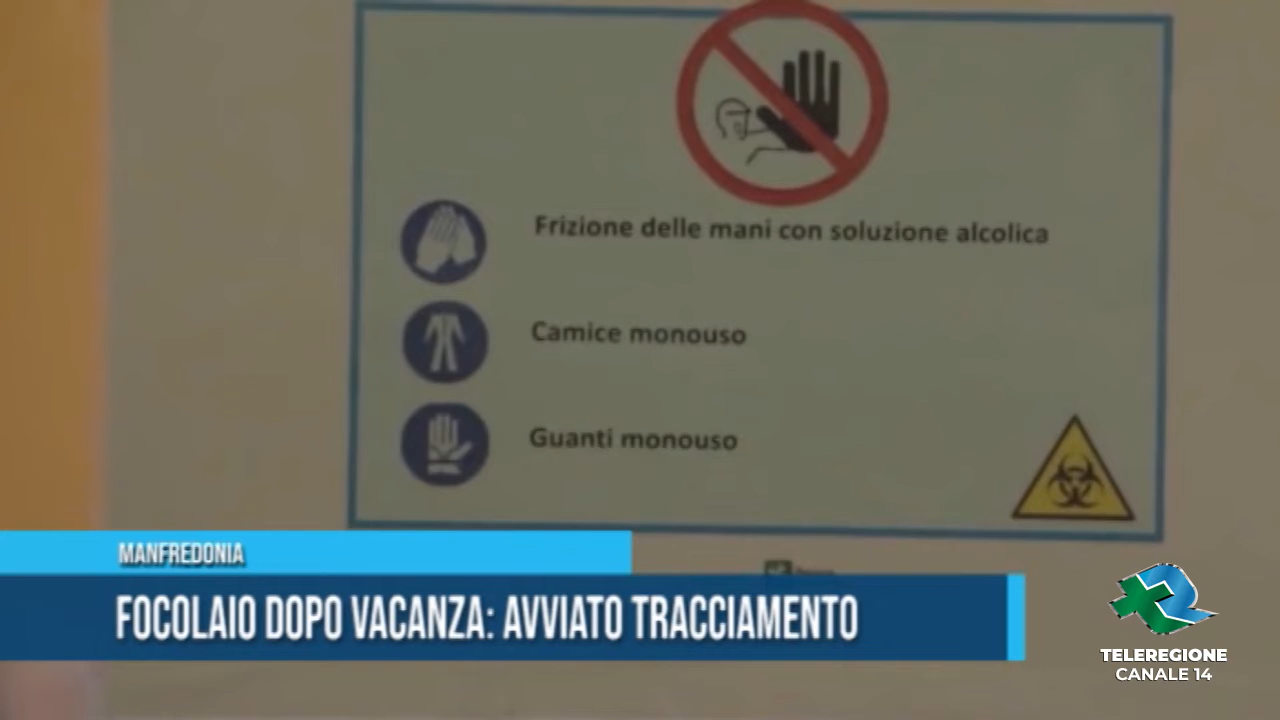 Frizione delle mani con soluzione alcolica
Camice monouso
Guanti monouso
MANFREDONIA
FOCOLAIO DOPO VACANZA: AVVIATO TRACCIAMENTO
TELEREGIONE
CANALE 14